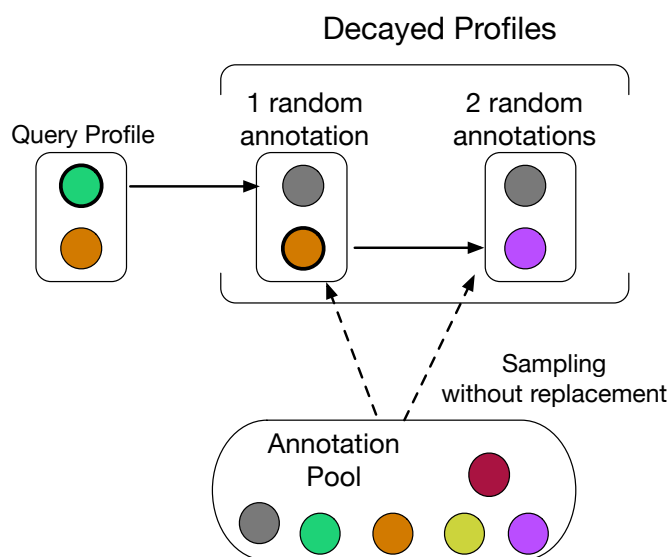 Decayed Profiles
Query Profile
1 random
annotation
2 random
annotations
Sampling
without replacement
Annotation
Pool